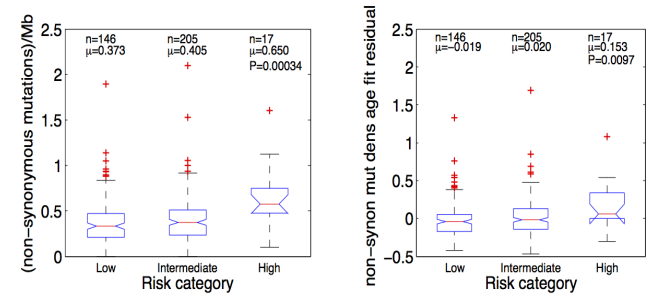 (non-synonymous mutations)/Mb
2.5
2
1.5
1
0.5
0
n=146
μ=0.373
n=205
μ=0.405
n=17
μ=0.650
P=0.00034
Low
Intermediate
High
Risk category
non-synon mut dens age fit residual
2.5
2
1.5
1
0.5
0
−0.5
n=146
μ=−0.019
n=205
μ=0.020
n=17
μ=0.153
P=0.0097
Low
Intermediate
High
Risk category